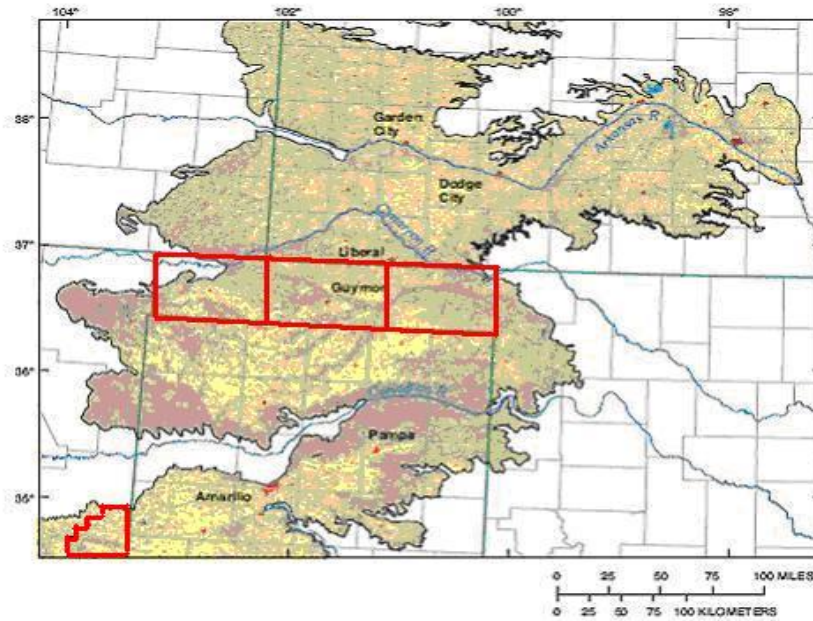 104°
102°
100°
98°
38°
Garden
City
Arkansas R
Dodge
City
37°
Liberal
Guymon
36°
Pampa
35°
Amarillo
0 25 50 75 100 MILES
0 25 50 75 100 KILOMETERS